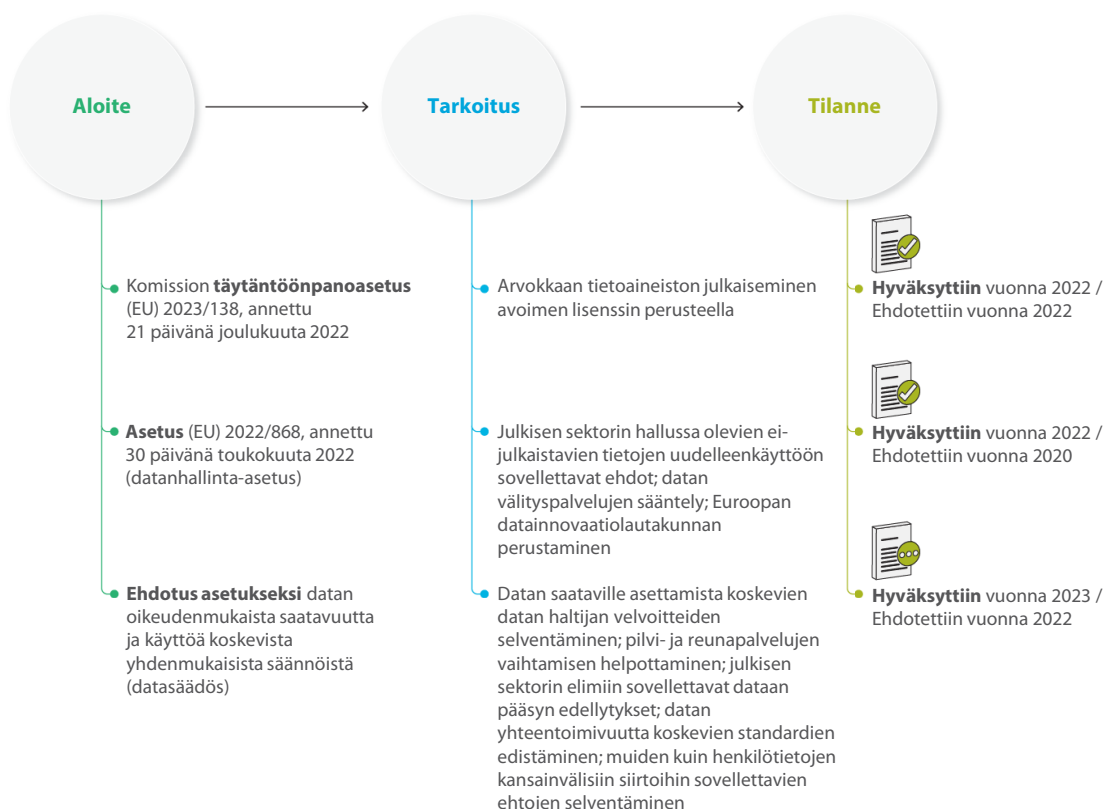 Aloite
Tarkoitus
Tilanne
Komission täytäntöönpanoasetus
(EU) 2023/138, annettu
21 päivänä joulukuuta 2022
Arvokkaan tietoaineiston julkaiseminen
avoimen lisenssin perusteella
Hyväksyttiin vuonna 2022 /
Ehdotettiin vuonna 2022
Asetus (EU) 2022/868, annettu
30 päivänä toukokuuta 2022
(datanhallinta-asetus)
Julkisen sektorin hallussa olevien ei-
julkaistavien tietojen uudelleenkäyttöön
sovellettavat ehdot; datan
välityspalvelujen sääntely; Euroopan
datainnovaatiolautakunnan
perustaminen
Hyväksyttiin vuonna 2022 /
Ehdotettiin vuonna 2020
Ehdotus asetukseksi datan
oikeudenmukaista saatavuutta
ja käyttöä koskevista
yhdenmukaisista säännöistä
(datasäädös)
Datan saataville asettamista koskevien
datan haltijan velvoitteiden
selventäminen; pilvi- ja reunapalvelujen
vaihtamisen helpottaminen; julkisen
sektorin elimiin sovellettavat dataan
pääsyn edellytykset; datan
yhteentoimivuutta koskevien standardien
edistäminen; muiden kuin henkilötietojen
kansainvälisiin siirtoihin sovellettavien
ehtojen selventäminen
Hyväksyttiin vuonna 2023 /
Ehdotettiin vuonna 2022